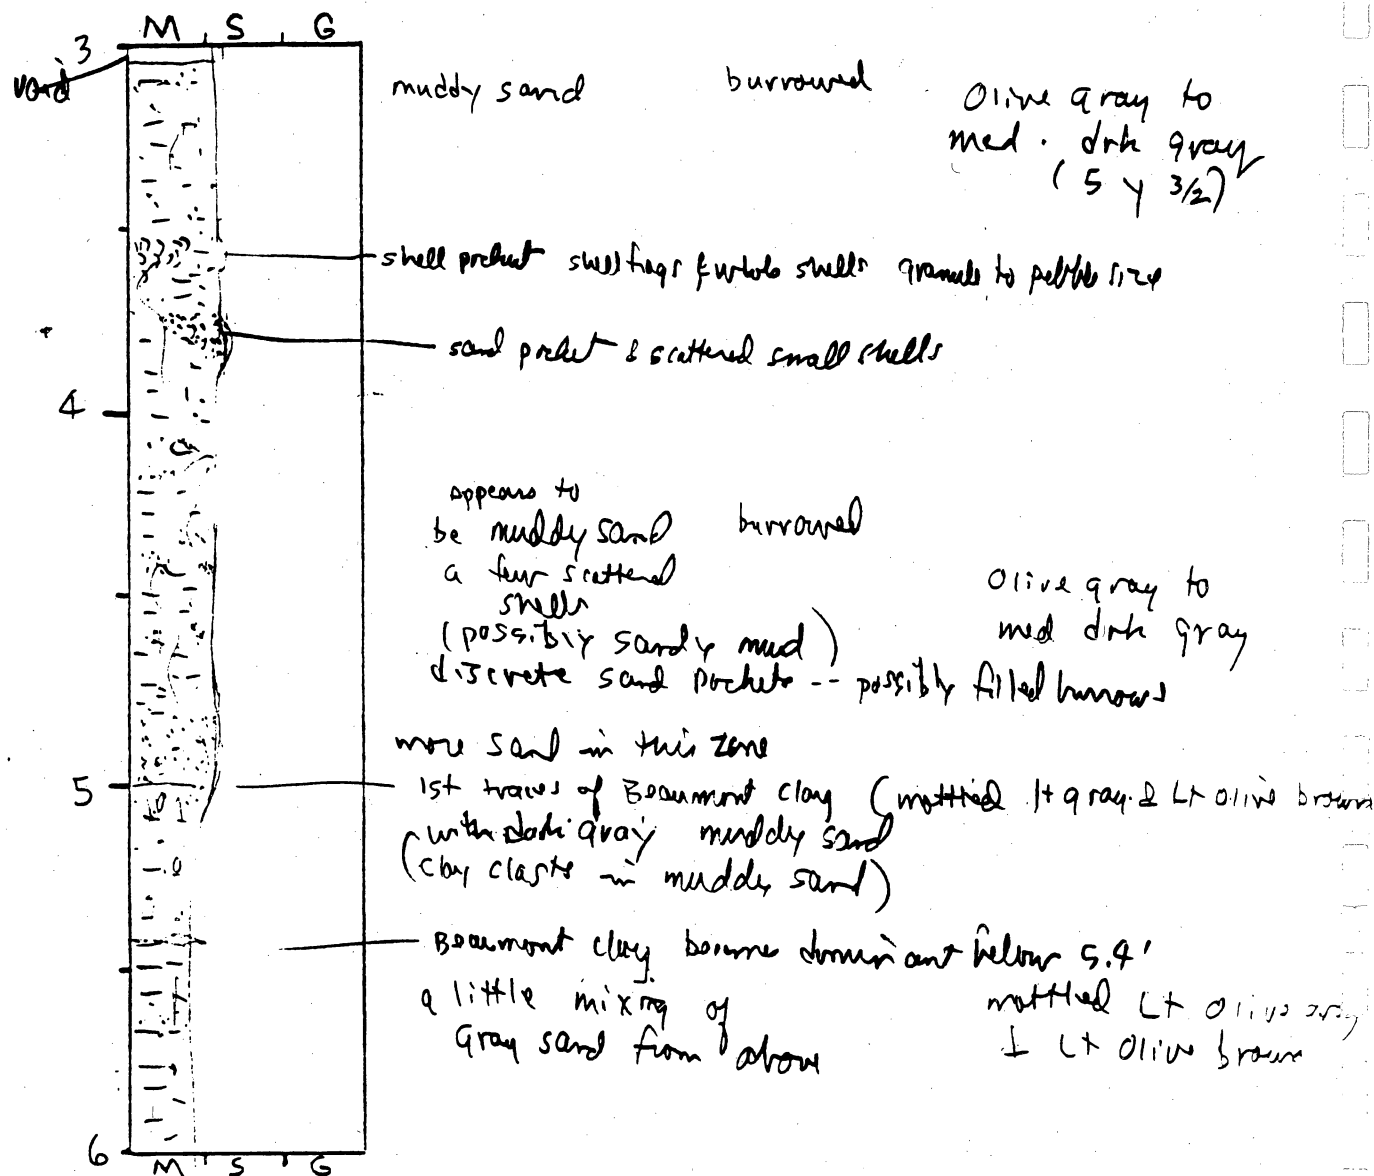 M S G
3
void
muddy sand burrowed
Olive gray to
med. drk gray
(5 y 3/2)
shell pocket shell frags & whole shells granule to pebble size
sand pocket & scattered small shells
4
appears to
be muddy sand burrowed
a few scattered
shells
(possibly sandy mud)
Olive gray to
med drk gray
discrete sand pockets -- possibly filled burrows
more sand in this zone
5
1st traces of Beaumont clay (mottled lt gray & Lt olive brown
with dark gray muddy sand
(clay clasts in muddy sand)
Beaumont clay becomes dominant below 5.4'
a little mixing of
gray sand from above
mottled Lt olive gray
& Lt olive brown
6
M S G